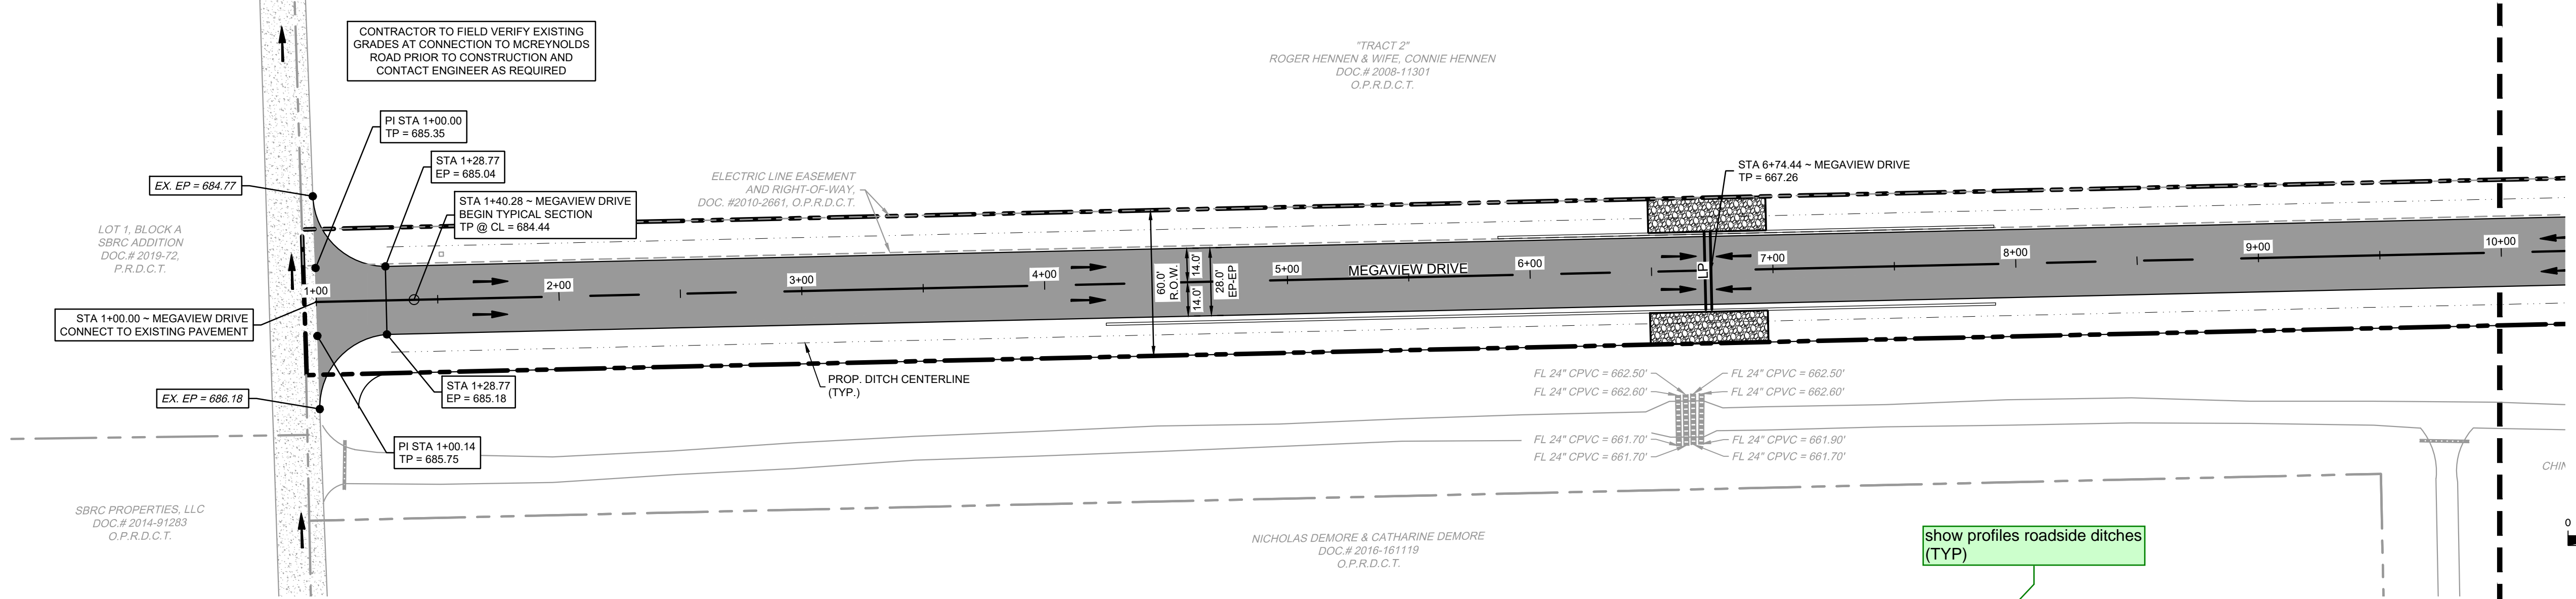 CONTRACTOR TO FIELD VERIFY EXISTING
GRADES AT CONNECTION TO MCREYNOLDS
ROAD PRIOR TO CONSTRUCTION AND
CONTACT ENGINEER AS REQUIRED
"TRACT 2"
ROGER HENNEN & WIFE, CONNIE HENNEN
DOC.# 2008-11301
O.P.R.D.C.T.
PI STA 1+00.00
TP = 685.35
STA 1+28.77
EP = 685.04
EX. EP = 684.77
STA 1+40.28 ~ MEGAVIEW DRIVE
BEGIN TYPICAL SECTION
TP @ CL = 684.44
ELECTRIC LINE EASEMENT
AND RIGHT-OF-WAY,
DOC. #2010-2661, O.P.R.D.C.T.
STA 6+74.44 ~ MEGAVIEW DRIVE
TP = 667.26
LOT 1, BLOCK A
SBRC ADDITION
DOC.# 2019-72,
P.R.D.C.T.
1+00
2+00
3+00
4+00
60.0'
R.O.W.
14.0'
14.0'
28.0'
EP-EP
5+00
MEGAVIEW DRIVE
6+00
LP
7+00
8+00
9+00
10+00
STA 1+00.00 ~ MEGAVIEW DRIVE
CONNECT TO EXISTING PAVEMENT
EX. EP = 686.18
STA 1+28.77
EP = 685.18
PI STA 1+00.14
TP = 685.75
PROP. DITCH CENTERLINE
(TYP.)
FL 24" CPVC = 662.50'
FL 24" CPVC = 662.50'
FL 24" CPVC = 662.60'
FL 24" CPVC = 662.60'
FL 24" CPVC = 661.70'
FL 24" CPVC = 661.90'
FL 24" CPVC = 661.70'
FL 24" CPVC = 661.70'
SBRC PROPERTIES, LLC
DOC.# 2014-91283
O.P.R.D.C.T.
NICHOLAS DEMORE & CATHARINE DEMORE
DOC.# 2016-161119
O.P.R.D.C.T.
show profiles roadside ditches
(TYP)
0